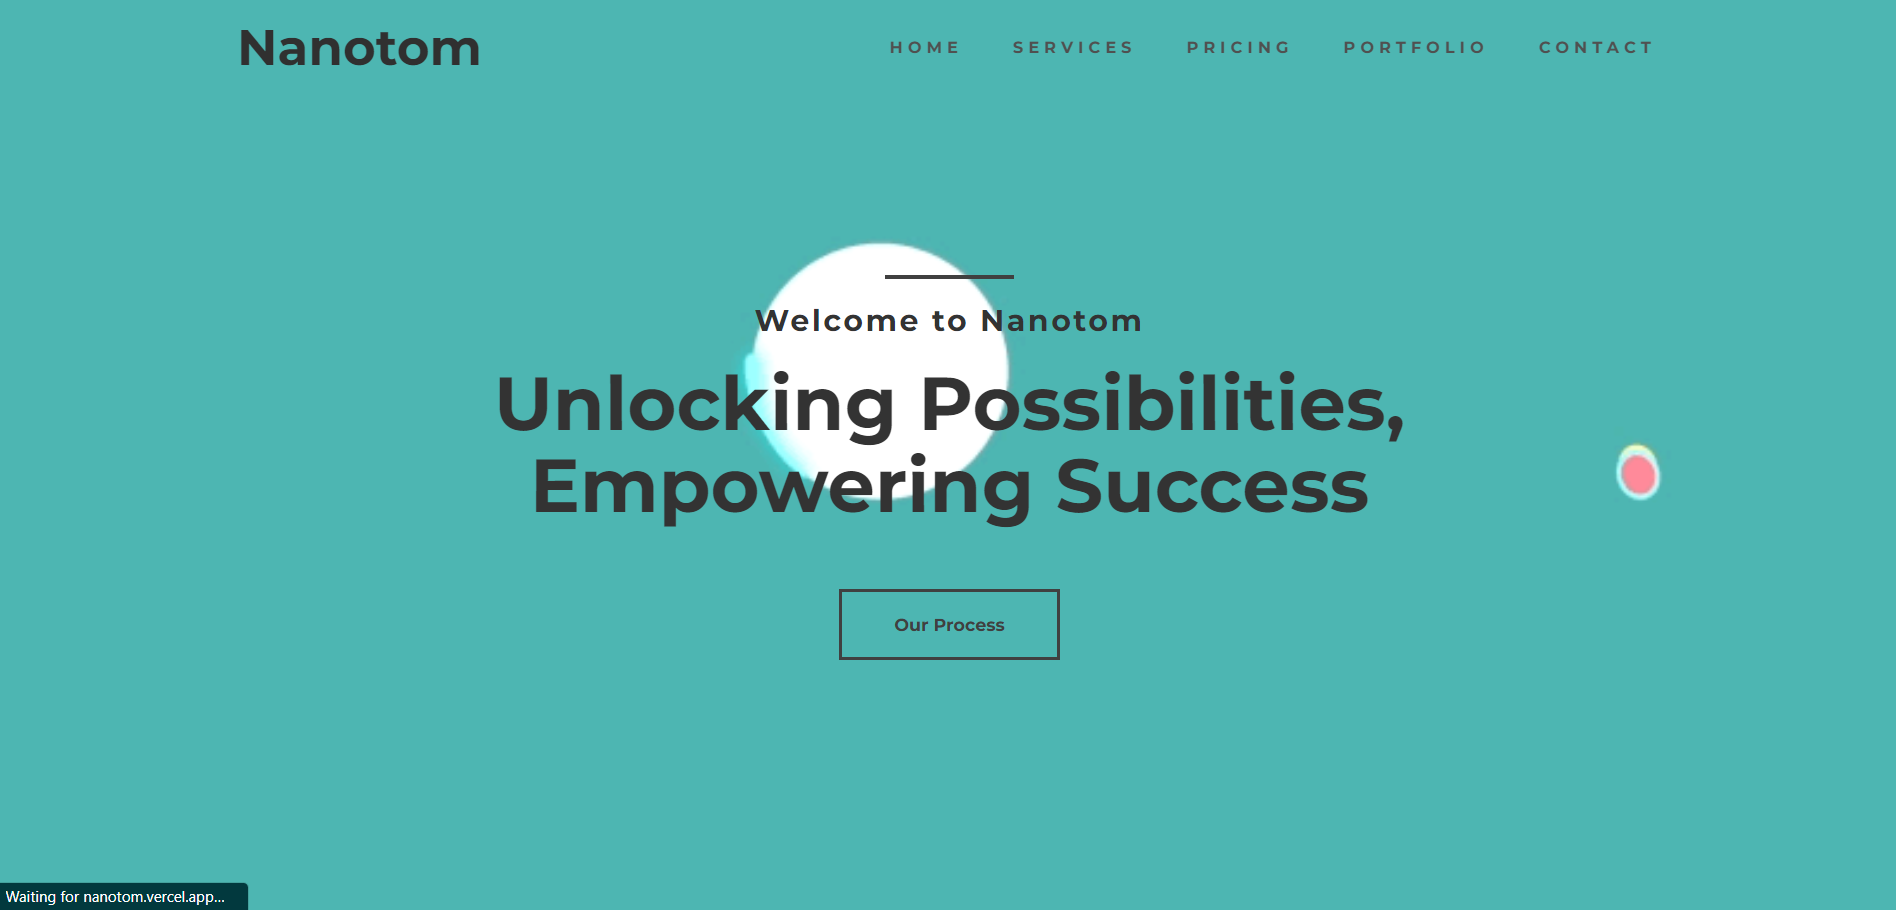 Nanotom
HOME SERVICES PRICING PORTFOLIO CONTACT
Welcome to Nanotom
Unlocking Possibilities,
Empowering Success
Our Process
Waiting for nanotom.vercel.app...